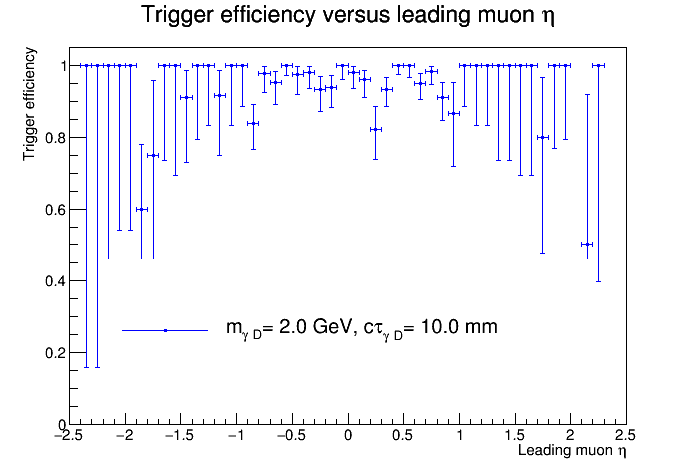 Trigger efficiency versus leading muon η
Trigger efficiency
1
0.8
0.6
0.4
0.2
0
m_γ D= 2.0 GeV, cτ_γ D= 10.0 mm
−2.5 −2 −1.5 −1 −0.5 0 0.5 1 1.5 2 2.5
Leading muon η